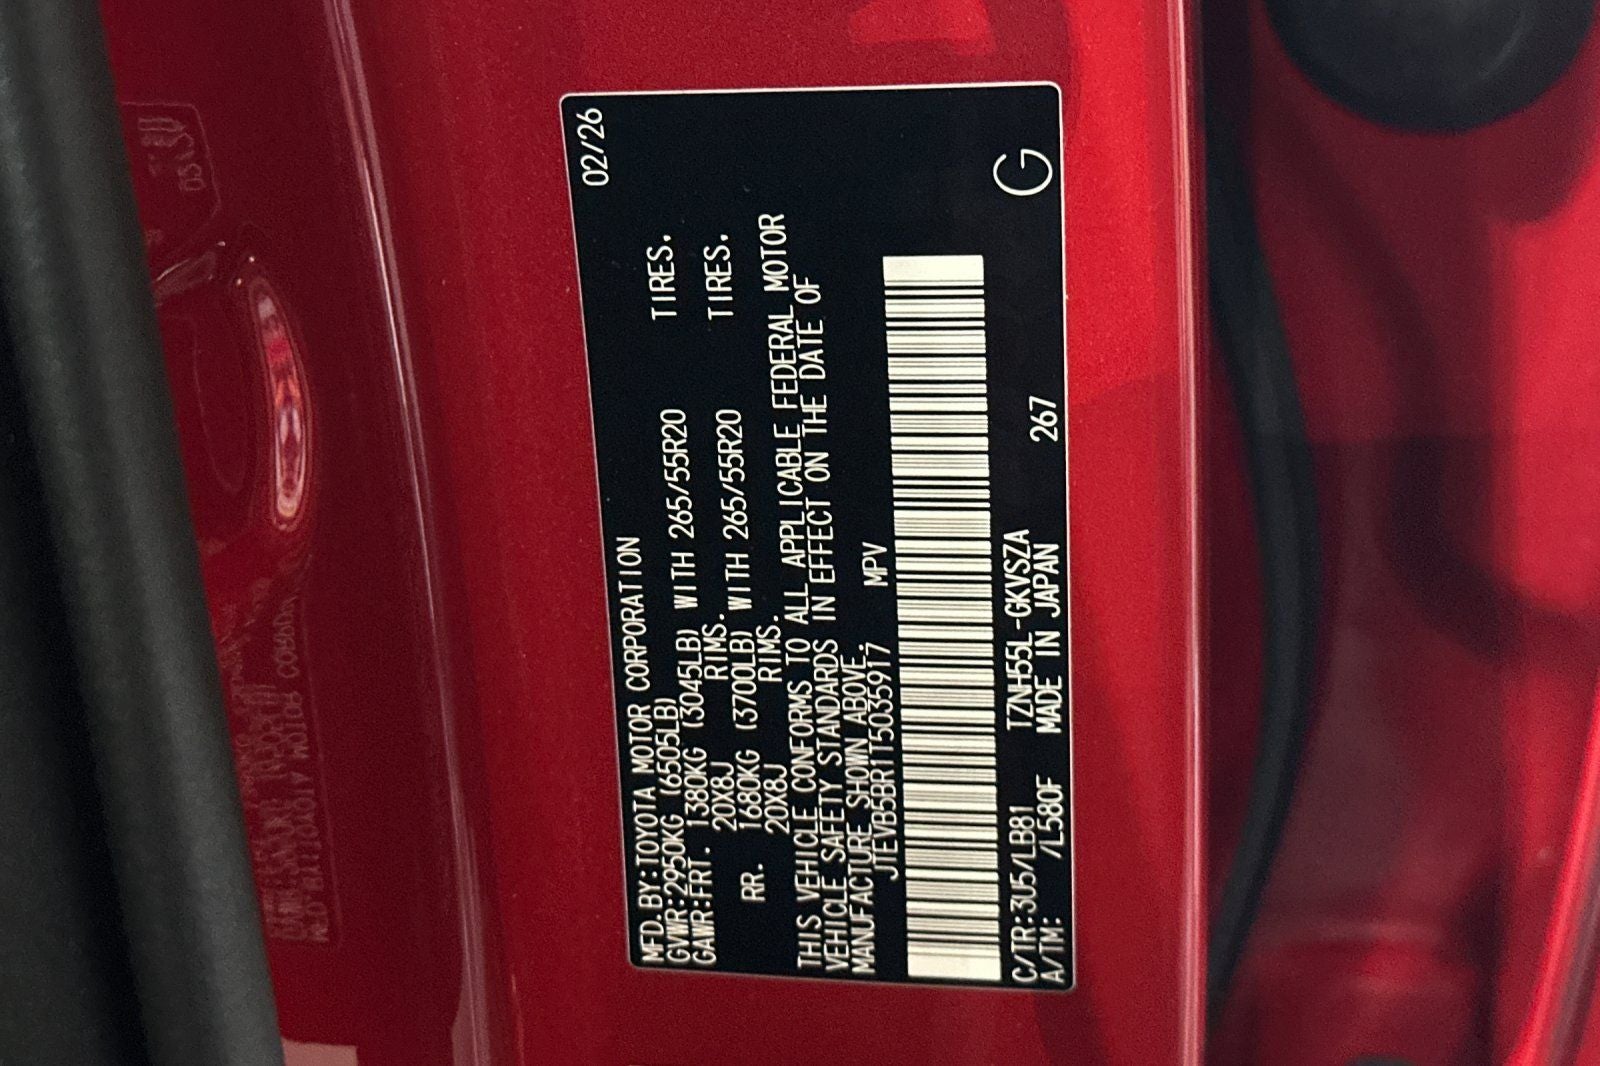 MFD.BY:TOYOTA MOTOR CORPORATION 02/26
GVWR:2950KG (6505LB)
GAWR:FRT. 1380KG (3045LB) WITH 265/55R20 TIRES.
20X8J RIMS.
RR. 1680KG (3700LB) WITH 265/55R20 TIRES.
20X8J RIMS.
THIS VEHICLE CONFORMS TO ALL APPLICABLE FEDERAL MOTOR
VEHICLE SAFETY STANDARDS IN EFFECT ON THE DATE OF
MANUFACTURE SHOWN ABOVE.
JTEVB5BR1T5035917 MPV
C/TR:3U5/LB81 TZNH55L-GKVSZA
A/TM: /L580F MADE IN JAPAN 267 G